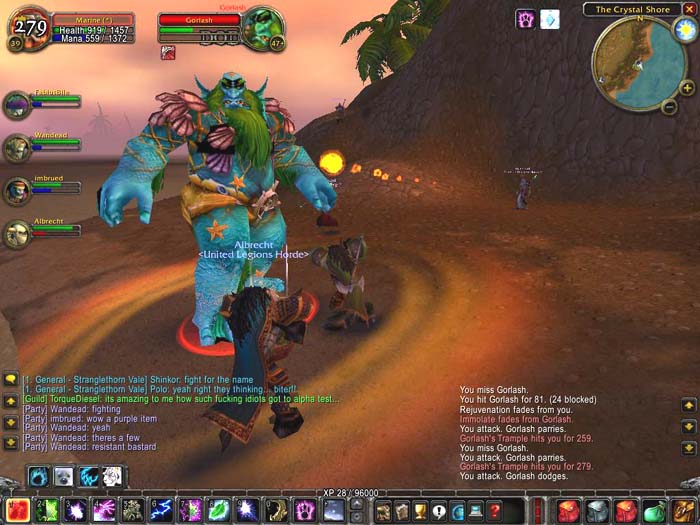 Gorlash
The Crystal Shore
Marine (*)
Gorlash
279
Health 919 / 1457
Mana 559 / 1372
39
47+
N
Wandead
imbrued
Albrecht
Albrecht
<United Legions Horde>
[1. General - Stranglethorn Vale] Shinkor: fight for the name
[1. General - Stranglethorn Vale] Polo: yeah right they thinking... biter!!
[Guild] TorqueDiesel: its amazing to me how such fucking idiots got to alpha test...
[Party] Wandead: fighting
[Party] imbrued: wow a purple item
[Party] Wandead: yeah
[Party] Wandead: theres a few
[Party] Wandead: resistant bastard
You miss Gorlash.
You hit Gorlash for 81. (24 blocked)
Rejuvenation fades from you.
Immolate fades from Gorlash.
You attack. Gorlash parries.
Gorlash's Trample hits you for 259.
You miss Gorlash.
You attack. Gorlash parries.
Gorlash's Trample hits you for 279.
You attack. Gorlash dodges.
XP 28 / 96000